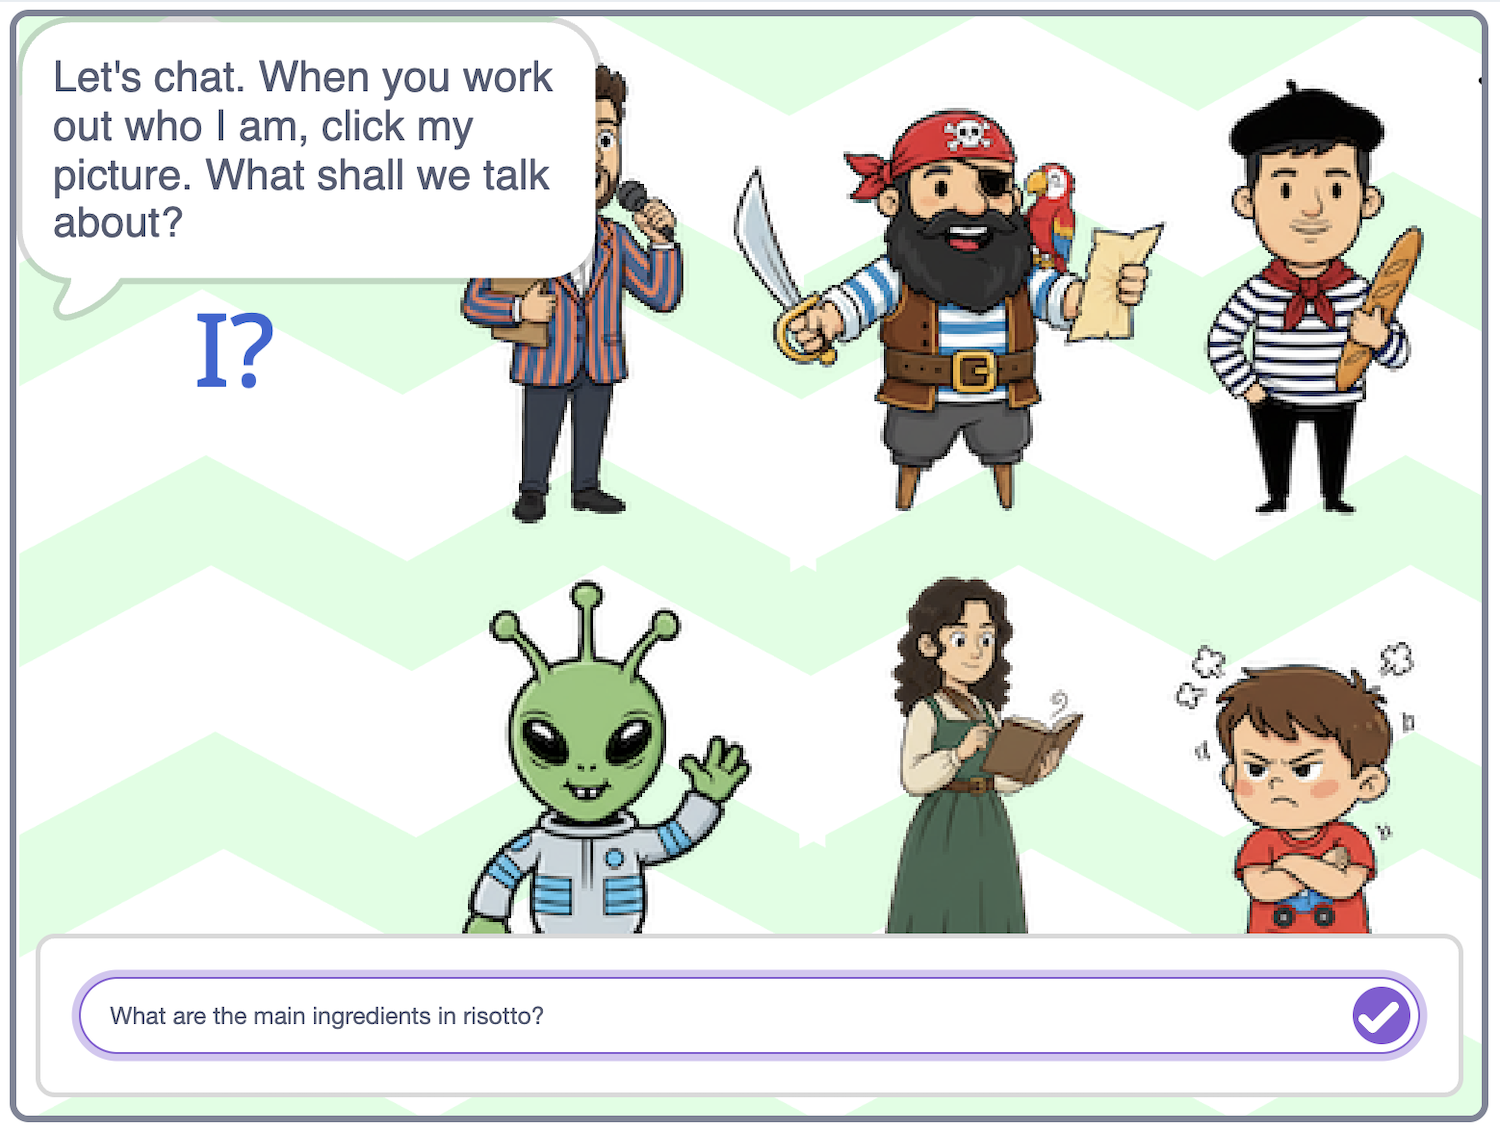 Let's chat. When you work
out who I am, click my
picture. What shall we talk
about?
I?
What are the main ingredients in risotto?